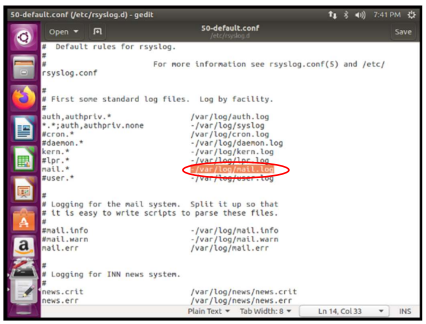 50-default.conf (/etc/rsyslog.d) - gedit
7:41 PM
Open
50-default.conf
/etc/rsyslog.d
Save
#  Default rules for rsyslog.
#
#                       For more information see rsyslog.conf(5) and /etc/
rsyslog.conf
#
# First some standard log files.  Log by facility.
#
auth,authpriv.*                 /var/log/auth.log
*.*;auth,authpriv.none          -/var/log/syslog
#cron.*                         /var/log/cron.log
#daemon.*                       -/var/log/daemon.log
kern.*                          -/var/log/kern.log
#lpr.*                          -/var/log/lpr.log
mail.*                          -/var/log/mail.log
#user.*                         -/var/log/user.log
#
# Logging for the mail system.  Split it up so that
# it is easy to write scripts to parse these files.
#
#mail.info                      -/var/log/mail.info
#mail.warn                      -/var/log/mail.warn
mail.err                        /var/log/mail.err
#
# Logging for INN news system.
#
news.crit                       /var/log/news/news.crit
news.err                        /var/log/news/news.err
Plain Text  Tab Width: 8  Ln 14, Col 33  INS